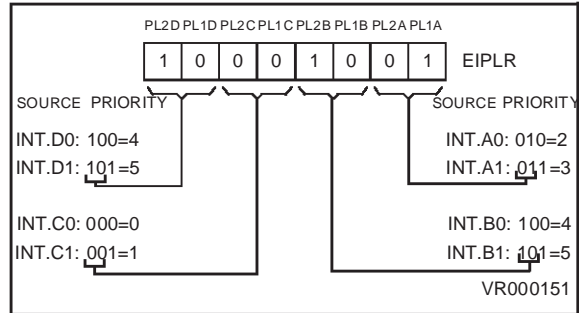 PL2D PL1D PL2C PL1C PL2B PL1B PL2A PL1A
1 0 0 0 1 0 0 1 EIPLR
SOURCE PRIORITY SOURCE PRIORITY
INT.D0: 100=4 INT.A0: 010=2
INT.D1: 101=5 INT.A1: 011=3
INT.C0: 000=0 INT.B0: 100=4
INT.C1: 001=1 INT.B1: 101=5
VR000151